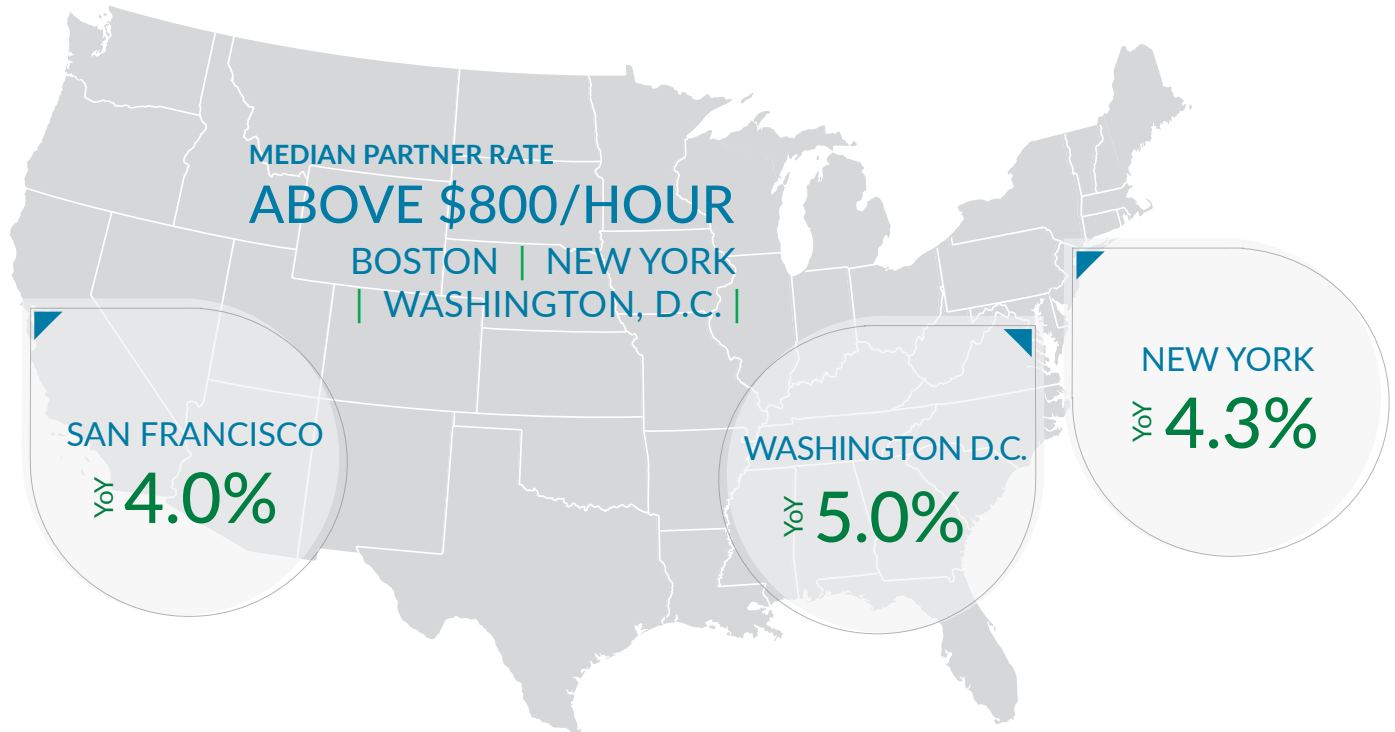 MEDIAN PARTNER RATE
ABOVE $800/HOUR
BOSTON | NEW YORK
| WASHINGTON, D.C. |
SAN FRANCISCO
YoY 4.0%
WASHINGTON D.C.
YoY 5.0%
NEW YORK
YoY 4.3%